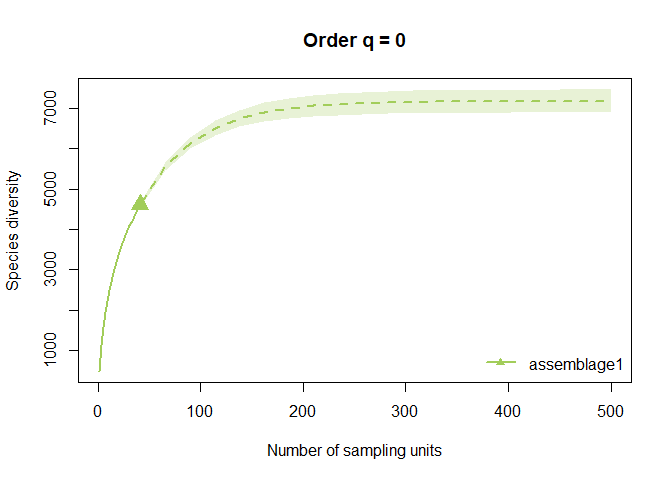 Order q = 0
Species diversity
7000
5000
3000
1000
assemblage1
0 100 200 300 400 500
Number of sampling units